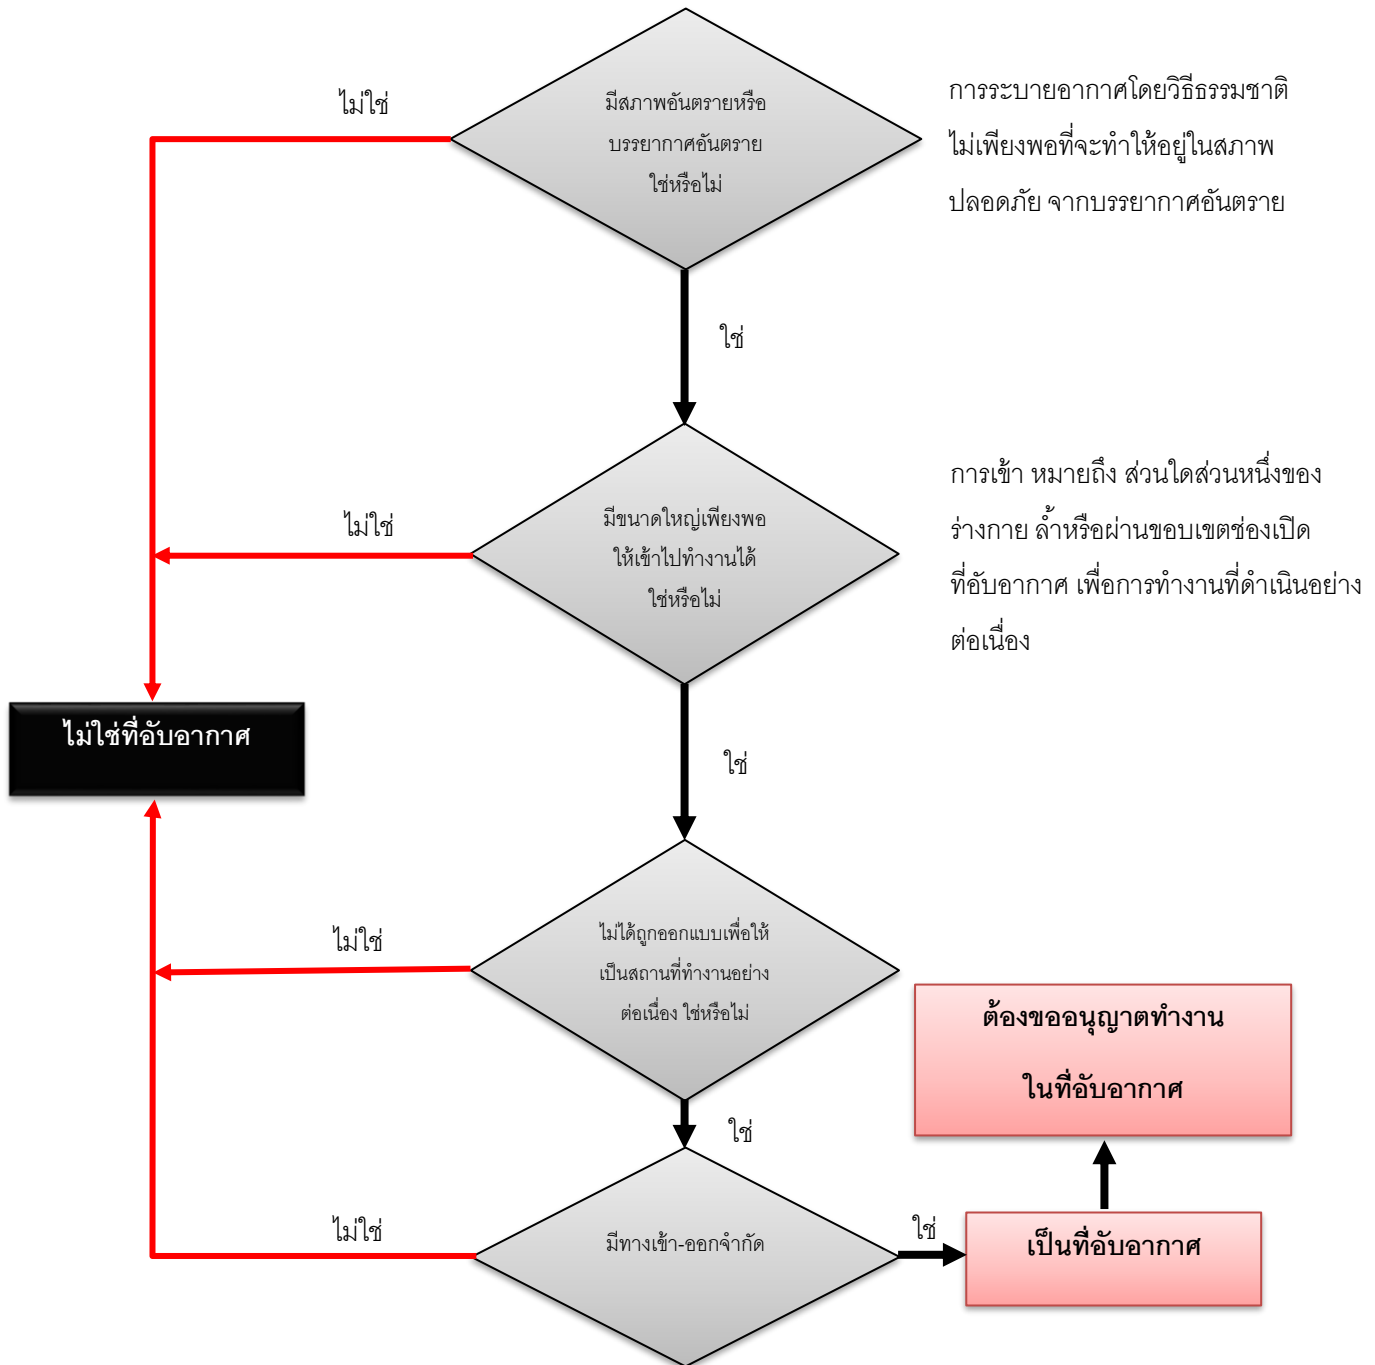 ไม่ใช่
มีสภาพอันตรายหรือ
บรรยากาศอันตราย
ใช่หรือไม่
การระบายอากาศโดยวิธีธรรมชาติ
ไม่เพียงพอที่จะทำให้อยู่ในสภาพ
ปลอดภัย จากบรรยากาศอันตราย
ใช่
ไม่ใช่
มีขนาดใหญ่เพียงพอ
ให้เข้าไปทำงานได้
ใช่หรือไม่
การเข้า หมายถึง ส่วนใดส่วนหนึ่งของ
ร่างกาย ล้ำหรือผ่านขอบเขตช่องเปิด
ที่อับอากาศ เพื่อการทำงานที่ดำเนินอย่าง
ต่อเนื่อง
ไม่ใช่ที่อับอากาศ
ใช่
ไม่ใช่
ไม่ได้ถูกออกแบบเพื่อให้
เป็นสถานที่ทำงานอย่าง
ต่อเนื่อง ใช่หรือไม่
ต้องขออนุญาตทำงาน
ในที่อับอากาศ
ใช่
ไม่ใช่
มีทางเข้า-ออกจำกัด
ใช่
เป็นที่อับอากาศ